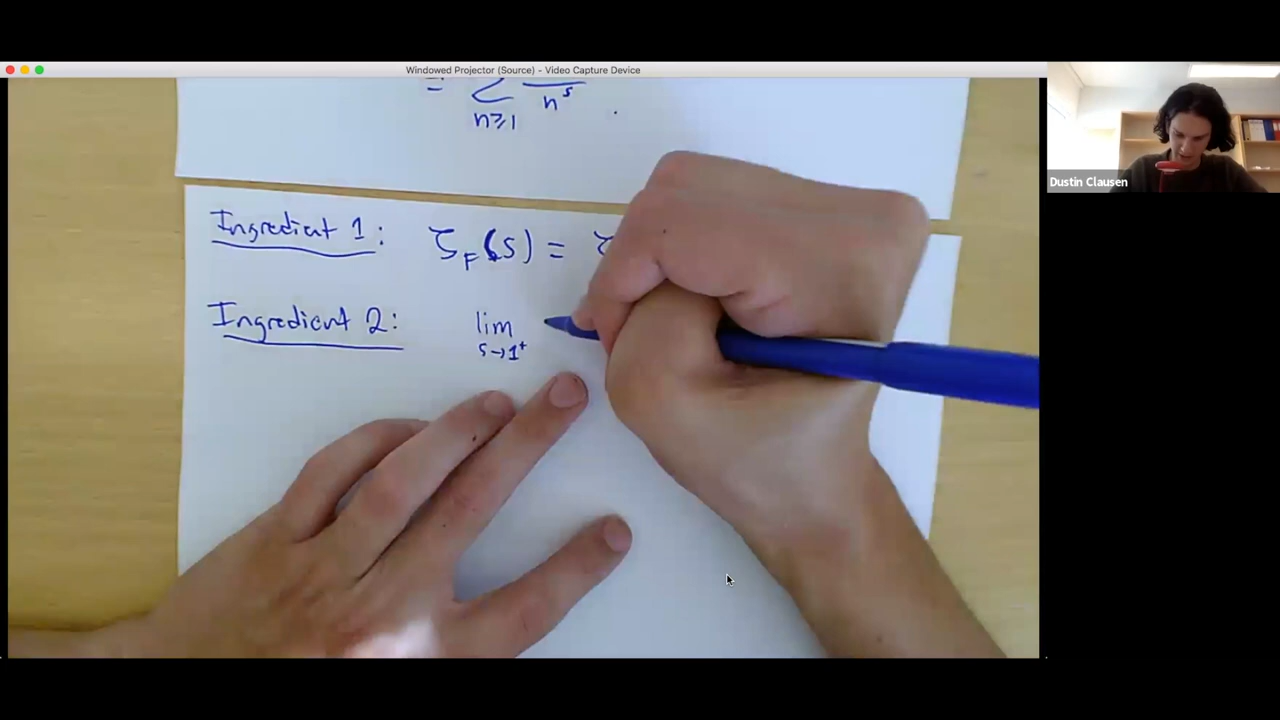 Windowed Projector (Source) - Video Capture Device
= Σ n≥1 — n^s .
Dustin Clausen
Ingredient 1: ζ_F(s) = ζ
Ingredient 2: lim s→1⁺